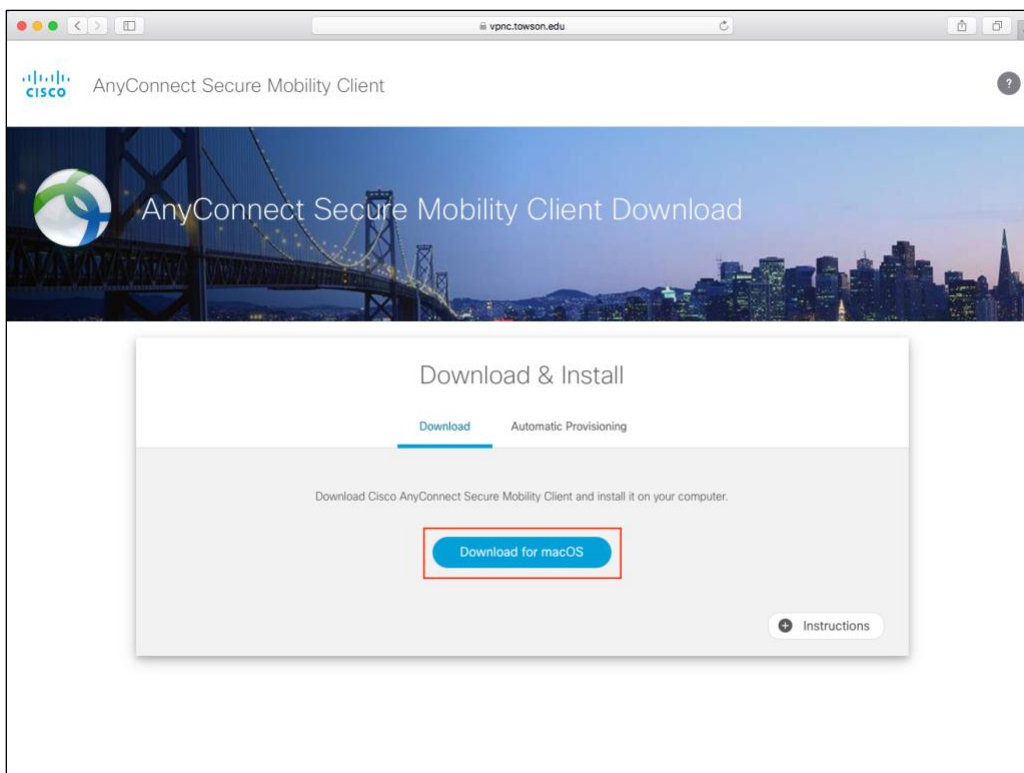 vpnc.towson.edu
CISCO
AnyConnect Secure Mobility Client
?
AnyConnect Secure Mobility Client Download
Download & Install
Download Automatic Provisioning
Download Cisco AnyConnect Secure Mobility Client and install it on your computer.
Download for macOS
Instructions